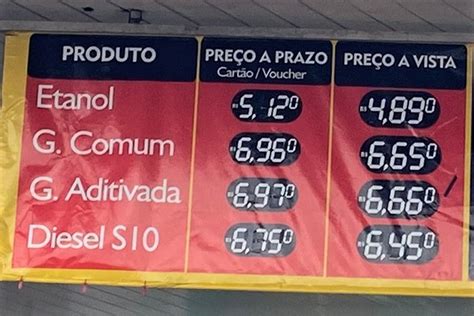 PRODUTO PREÇO A PRAZO PREÇO A VISTA
Cartão / Voucher
Etanol R$ 5,120 R$ 4,890
G. Comum R$ 6,960 R$ 6,650
G. Aditivada R$ 6,970 R$ 6,660
Diesel S10 R$ 6,750 R$ 6,450